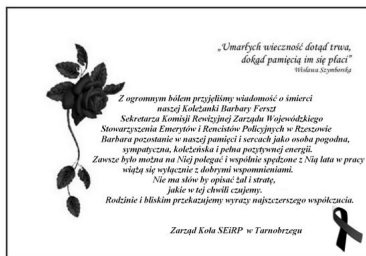 „Umarłych wieczność dotąd trwa,
dokąd pamięcią im się płaci”
Wisława Szymborska
Z ogromnym bólem przyjęliśmy wiadomość o śmierci
naszej Koleżanki Barbary Ferszt
Sekretarza Komisji Rewizyjnej Zarządu Wojewódzkiego
Stowarzyszenia Emerytów i Rencistów Policyjnych w Rzeszowie
Barbara pozostanie w naszej pamięci i sercach jako osoba pogodna,
sympatyczna, koleżeńska i pełna pozytywnej energii.
Zawsze było można na Niej polegać i wspólnie spędzone z Nią lata w pracy
wiążą się wyłącznie z dobrymi wspomnieniami.
Nie ma słów by opisać żal i stratę,
jakie w tej chwili czujemy.
Rodzinie i bliskim przekazujemy wyrazy najszczerszego współczucia.
Zarząd Koła SEiRP w Tarnobrzegu